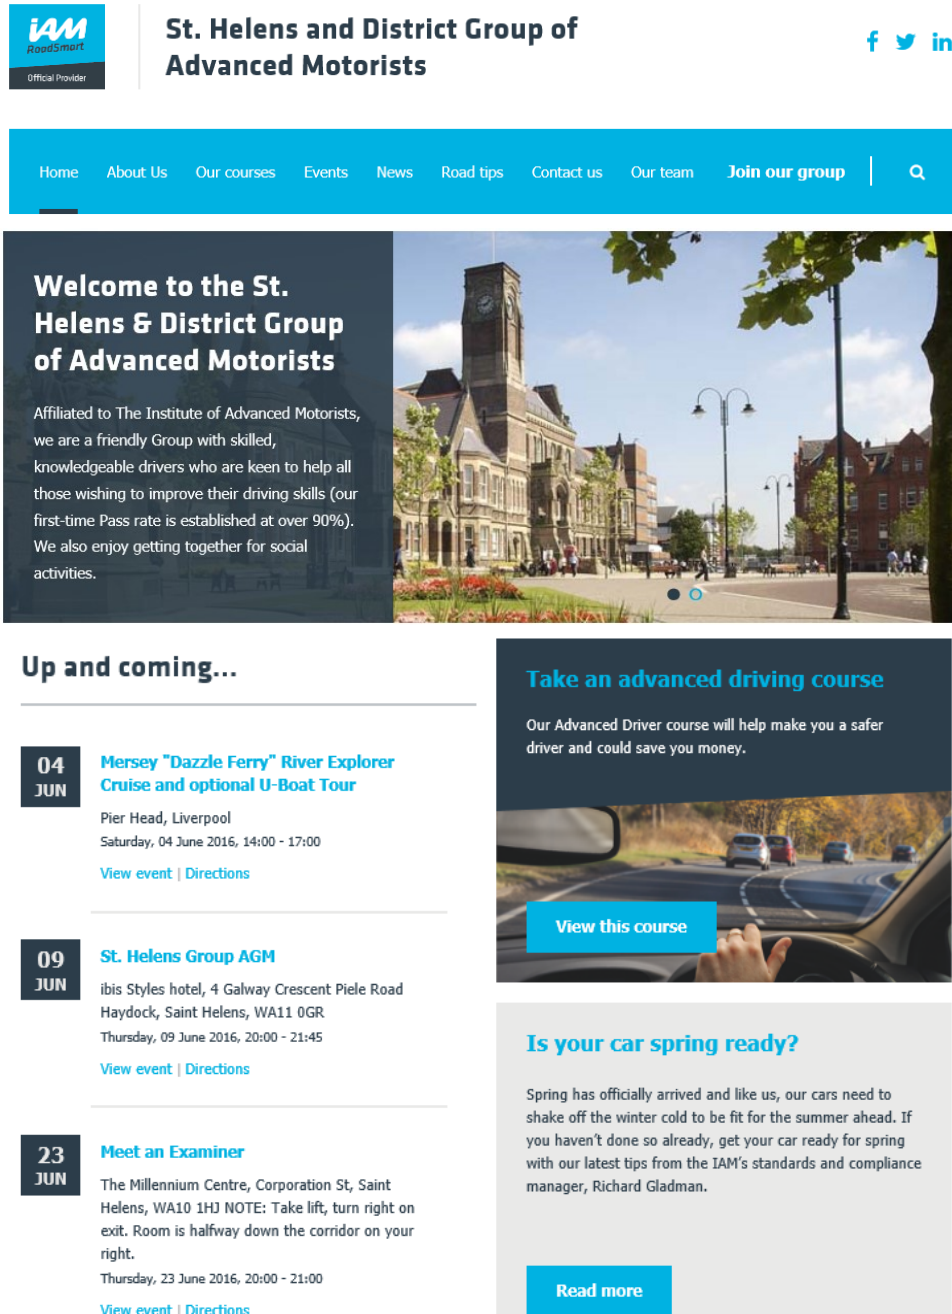 iAM
RoadSmart
Official Provider
St. Helens and District Group of
Advanced Motorists
Home About Us Our courses Events News Road tips Contact us Our team Join our group
Welcome to the St.
Helens & District Group
of Advanced Motorists
Affiliated to The Institute of Advanced Motorists,
we are a friendly Group with skilled,
knowledgeable drivers who are keen to help all
those wishing to improve their driving skills (our
first-time Pass rate is established at over 90%).
We also enjoy getting together for social
activities.
Up and coming...
04
JUN
Mersey "Dazzle Ferry" River Explorer
Cruise and optional U-Boat Tour
Pier Head, Liverpool
Saturday, 04 June 2016, 14:00 - 17:00
View event | Directions
09
JUN
St. Helens Group AGM
ibis Styles hotel, 4 Galway Crescent Piele Road
Haydock, Saint Helens, WA11 0GR
Thursday, 09 June 2016, 20:00 - 21:45
View event | Directions
23
JUN
Meet an Examiner
The Millennium Centre, Corporation St, Saint
Helens, WA10 1HJ NOTE: Take lift, turn right on
exit. Room is halfway down the corridor on your
right.
Thursday, 23 June 2016, 20:00 - 21:00
View event | Directions
Take an advanced driving course
Our Advanced Driver course will help make you a safer
driver and could save you money.
View this course
Is your car spring ready?
Spring has officially arrived and like us, our cars need to
shake off the winter cold to be fit for the summer ahead. If
you haven't done so already, get your car ready for spring
with our latest tips from the IAM's standards and compliance
manager, Richard Gladman.
Read more